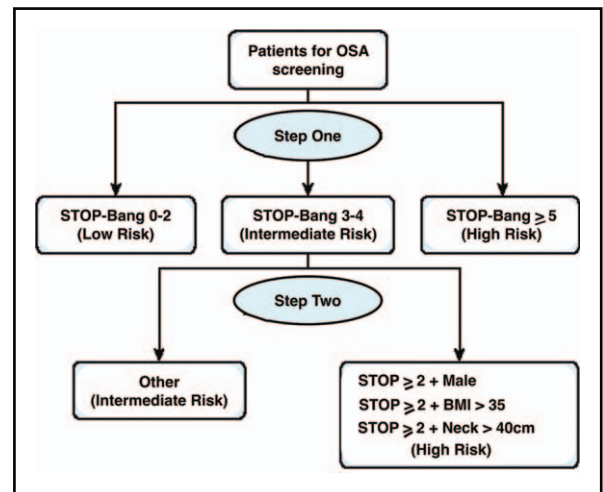 Patients for OSA
screening
Step One
STOP-Bang 0-2
(Low Risk)
STOP-Bang 3-4
(Intermediate Risk)
STOP-Bang ≥ 5
(High Risk)
Step Two
Other
(Intermediate Risk)
STOP ≥ 2 + Male
STOP ≥ 2 + BMI > 35
STOP ≥ 2 + Neck > 40cm
(High Risk)